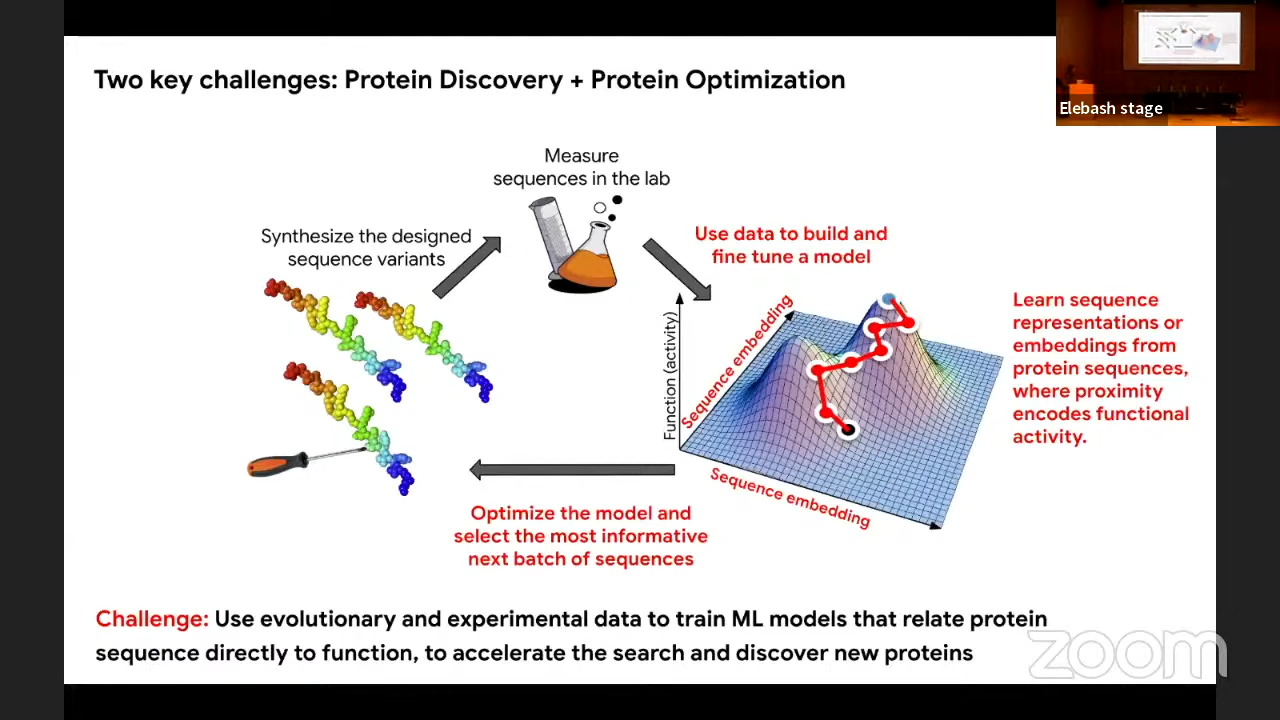 Two key challenges: Protein Discovery + Protein Optimization
Elebash stage
Measure
sequences in the lab
Synthesize the designed
sequence variants
Use data to build and
fine tune a model
Function (activity)
Sequence embedding
Sequence embedding
Learn sequence
representations or
embeddings from
protein sequences,
where proximity
encodes functional
activity.
Optimize the model and
select the most informative
next batch of sequences
Challenge: Use evolutionary and experimental data to train ML models that relate protein
sequence directly to function, to accelerate the search and discover new proteins
zoom